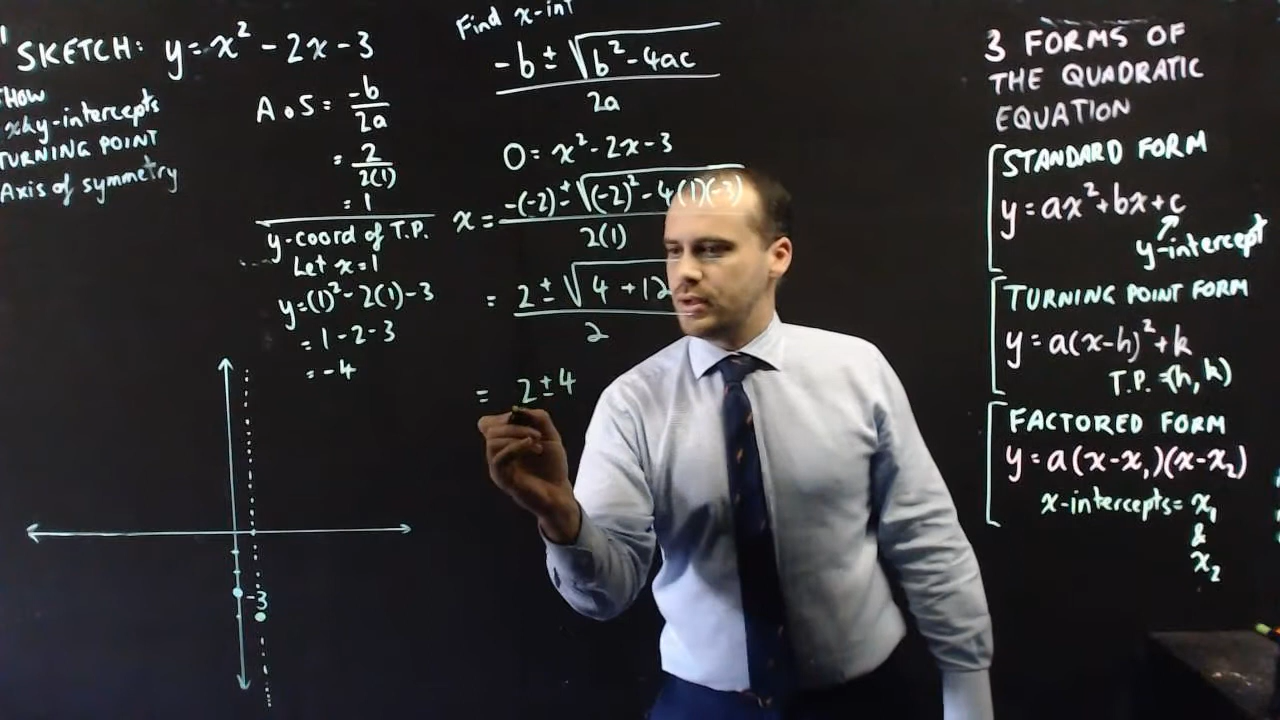 SKETCH: y = x² - 2x - 3
SHOW
x & y-intercepts
TURNING POINT
Axis of symmetry
A.O.S = -b/2a
= 2/2(1)
= 1
y-coord of T.P.
Let x = 1
y = (1)² - 2(1) - 3
= 1 - 2 - 3
= -4
-3
Find x-int
-b ± √b² - 4ac
2a
0 = x² - 2x - 3
x = -(-2) ± √(-2)² - 4(1)(-3)
2(1)
= 2 ± √4 + 12
2
= 2 ± 4
3 FORMS OF
THE QUADRATIC
EQUATION
STANDARD FORM
y = ax² + bx + c
y-intercept
TURNING POINT FORM
y = a(x-h)² + k
T.P. = (h, k)
FACTORED FORM
y = a(x-x₁)(x-x₂)
x-intercepts = x₁
&
x₂